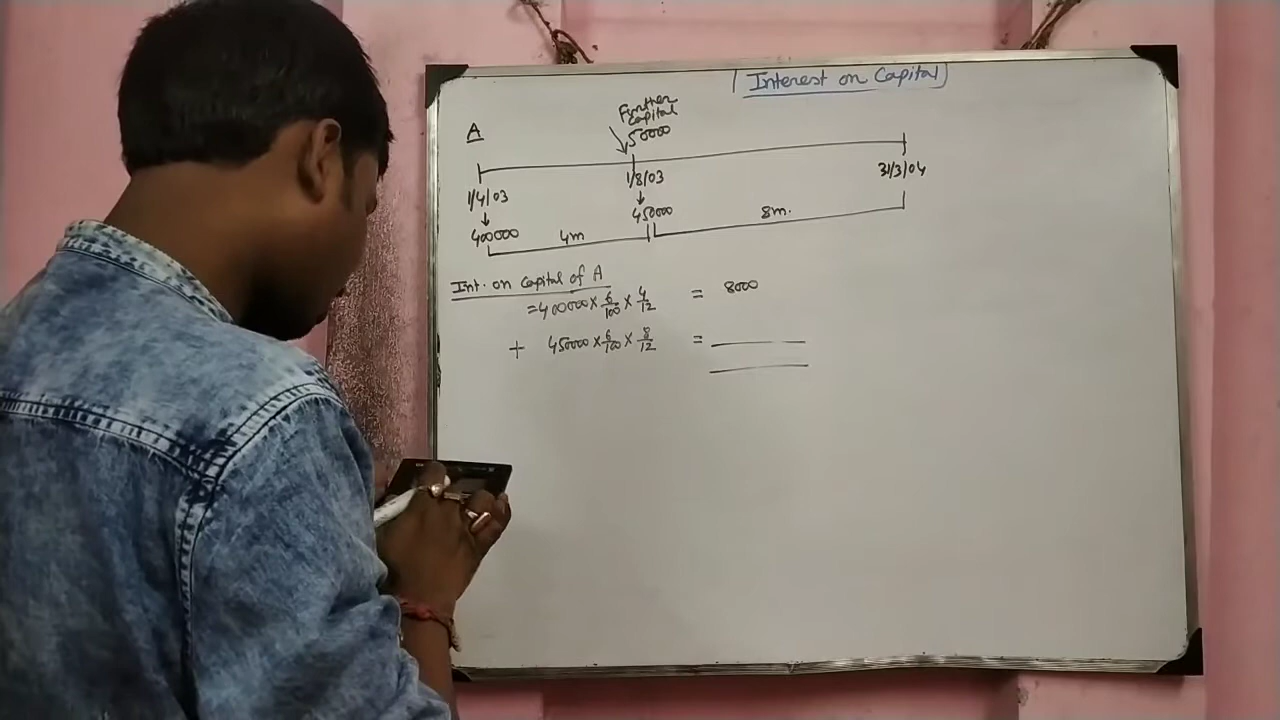 Interest on Capital
Further
Capital
A
50000
1/4/03
1/8/03
31/3/04
400000
450000
4m
8m.
Int. on Capital of A
=400000 × 6/100 × 4/12 = 8000
+ 450000 × 6/100 × 8/12 =